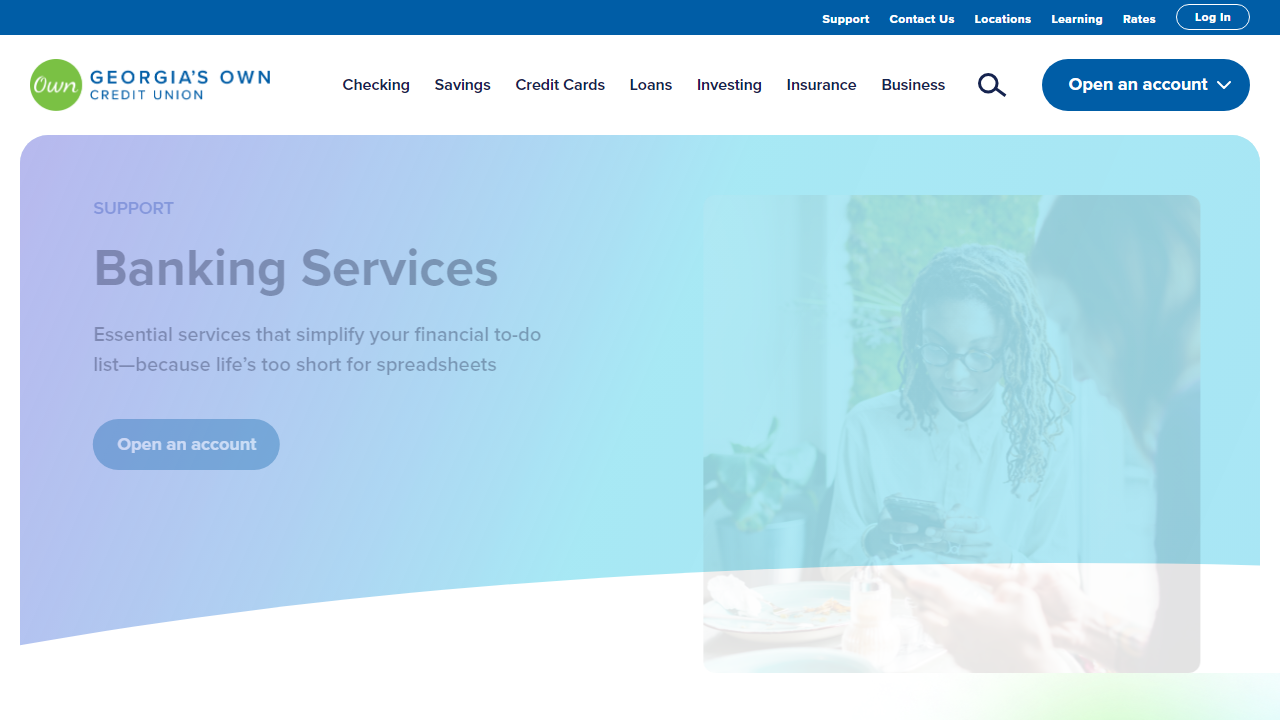 Support Contact Us Locations Learning Rates Log In
Own GEORGIA'S OWN
CREDIT UNION
Checking Savings Credit Cards Loans Investing Insurance Business Open an account
SUPPORT
Banking Services
Essential services that simplify your financial to-do
list—because life's too short for spreadsheets
Open an account